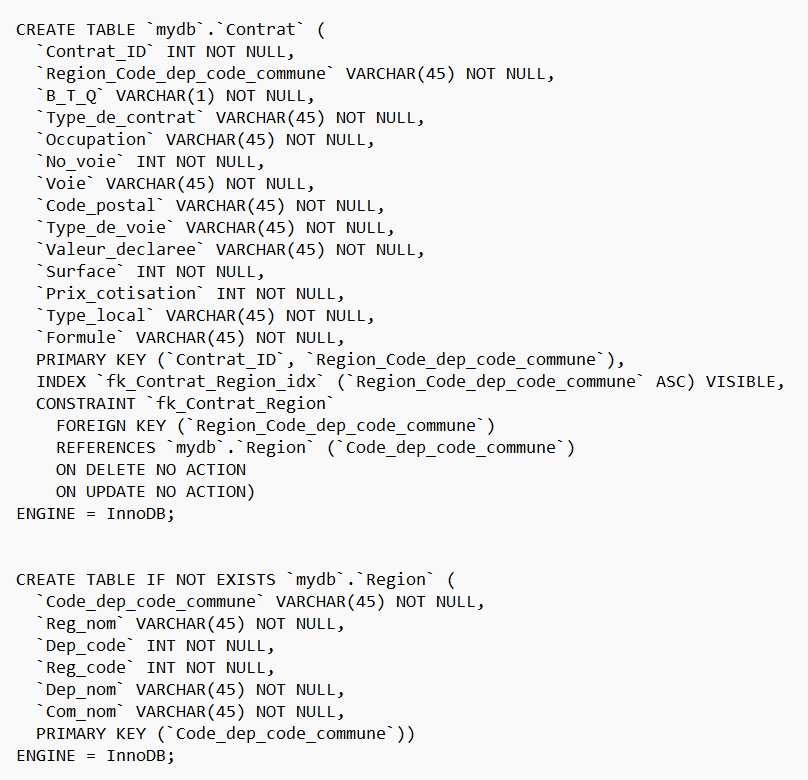 CREATE TABLE `mydb`.`Contrat` (
  `Contrat_ID` INT NOT NULL,
  `Region_Code_dep_code_commune` VARCHAR(45) NOT NULL,
  `B_T_Q` VARCHAR(1) NOT NULL,
  `Type_de_contrat` VARCHAR(45) NOT NULL,
  `Occupation` VARCHAR(45) NOT NULL,
  `No_voie` INT NOT NULL,
  `Voie` VARCHAR(45) NOT NULL,
  `Code_postal` VARCHAR(45) NOT NULL,
  `Type_de_voie` VARCHAR(45) NOT NULL,
  `Valeur_declaree` VARCHAR(45) NOT NULL,
  `Surface` INT NOT NULL,
  `Prix_cotisation` INT NOT NULL,
  `Type_local` VARCHAR(45) NOT NULL,
  `Formule` VARCHAR(45) NOT NULL,
  PRIMARY KEY (`Contrat_ID`, `Region_Code_dep_code_commune`),
  INDEX `fk_Contrat_Region_idx` (`Region_Code_dep_code_commune` ASC) VISIBLE,
  CONSTRAINT `fk_Contrat_Region`
    FOREIGN KEY (`Region_Code_dep_code_commune`)
    REFERENCES `mydb`.`Region` (`Code_dep_code_commune`)
    ON DELETE NO ACTION
    ON UPDATE NO ACTION)
ENGINE = InnoDB;
CREATE TABLE IF NOT EXISTS `mydb`.`Region` (
  `Code_dep_code_commune` VARCHAR(45) NOT NULL,
  `Reg_nom` VARCHAR(45) NOT NULL,
  `Dep_code` INT NOT NULL,
  `Reg_code` INT NOT NULL,
  `Dep_nom` VARCHAR(45) NOT NULL,
  `Com_nom` VARCHAR(45) NOT NULL,
  PRIMARY KEY (`Code_dep_code_commune`))
ENGINE = InnoDB;